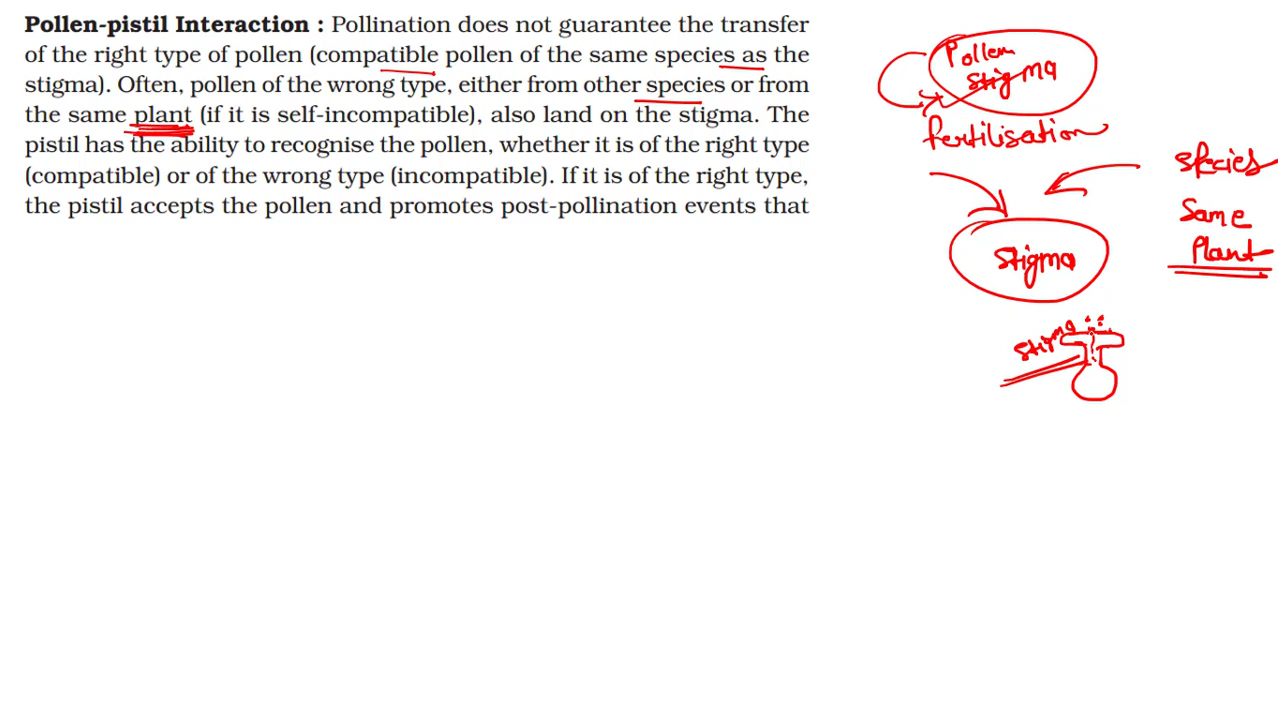 Pollen-pistil Interaction : Pollination does not guarantee the transfer
of the right type of pollen (compatible pollen of the same species as the
stigma). Often, pollen of the wrong type, either from other species or from
the same plant (if it is self-incompatible), also land on the stigma. The
pistil has the ability to recognise the pollen, whether it is of the right type
(compatible) or of the wrong type (incompatible). If it is of the right type,
the pistil accepts the pollen and promotes post-pollination events that
Pollen
Stigma
fertilisation
Species
Same
Plant
Stigma
Stigma